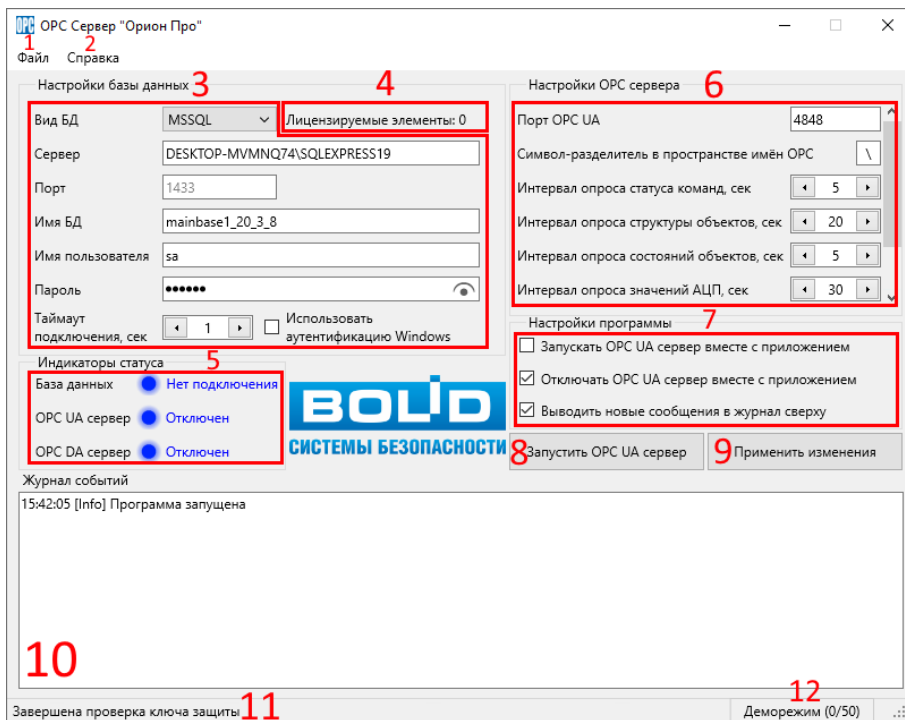 OPC ОРС Сервер "Орион Про"
1 2
Файл Справка
Настройки базы данных 3 4
Вид БД MSSQL Лицензируемые элементы: 0
Сервер DESKTOP-MVMNQ74\SQLEXPRESS19
Порт 1433
Имя БД mainbase1_20_3_8
Имя пользователя sa
Пароль ••••••
Таймаут подключения, сек 1 Использовать аутентификацию Windows
Настройки ОРС сервера 6
Порт OPC UA 4848
Символ-разделитель в пространстве имён ОРС \
Интервал опроса статуса команд, сек 5
Интервал опроса структуры объектов, сек 20
Интервал опроса состояний объектов, сек 5
Интервал опроса значений АЦП, сек 30
Индикаторы статуса 5
База данных Нет подключения
OPC UA сервер Отключен
OPC DA сервер Отключен
BOLID
СИСТЕМЫ БЕЗОПАСНОСТИ
Настройки программы 7
Запускать OPC UA сервер вместе с приложением
Отключать OPC UA сервер вместе с приложением
Выводить новые сообщения в журнал сверху
8 Запустить OPC UA сервер 9 Применить изменения
Журнал событий
15:42:05 [Info] Программа запущена
10
Завершена проверка ключа защиты 11
12
Деморежим (0/50)